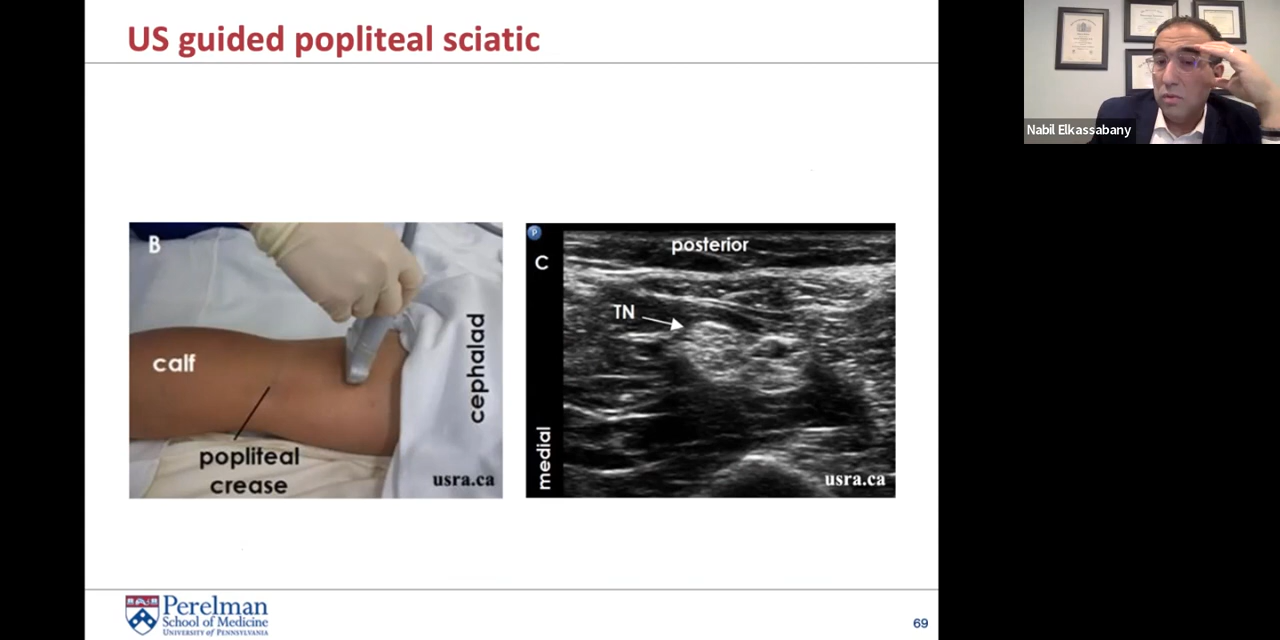 US guided popliteal sciatic
Nabil Elkassabany
B
calf
cephalad
popliteal
crease
usra.ca
P
C
posterior
TN
medial
usra.ca
Perelman
School of Medicine
UNIVERSITY of PENNSYLVANIA
69